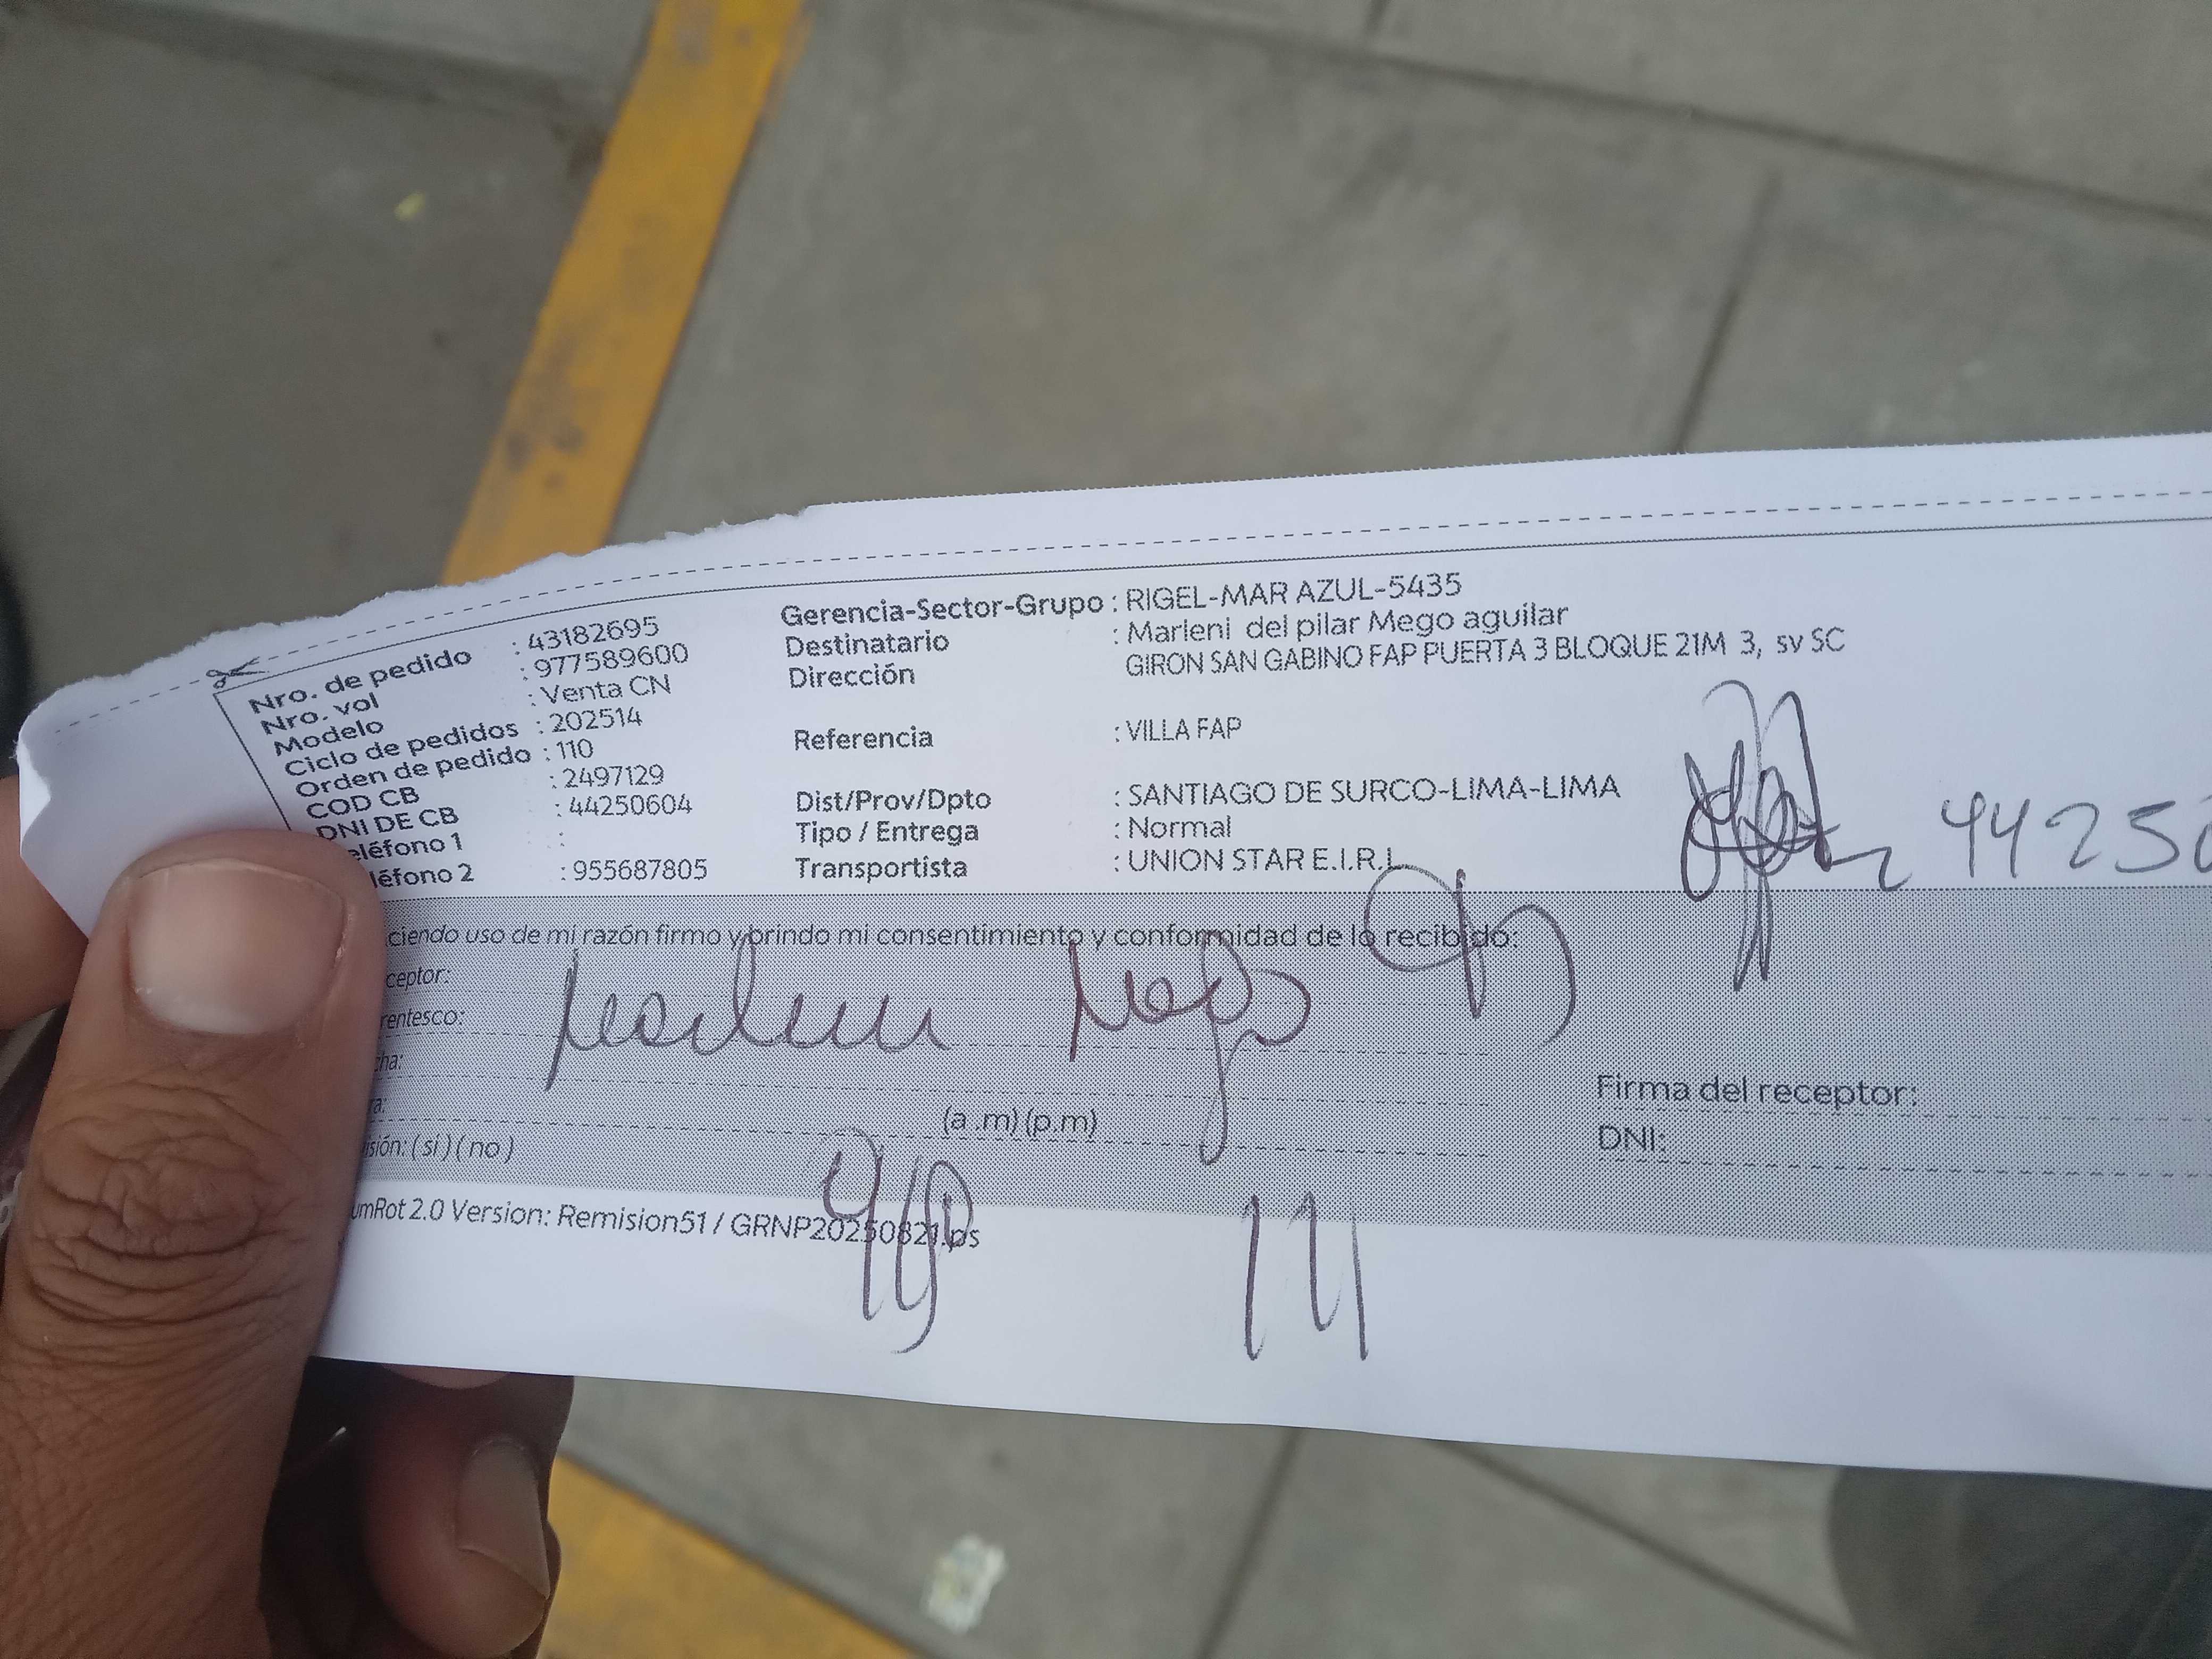 Nro. de pedido : 43182695
Nro. vol : 977589600
Modelo : Venta CN
Ciclo de pedidos : 202514
Orden de pedido : 110
COD CB : 2497129
DNI DE CB : 44250604
eléfono 1 :
léfono 2 : 955687805
Gerencia-Sector-Grupo : RIGEL-MAR AZUL-5435
Destinatario : Marleni del pilar Mego aguilar
Dirección GIRON SAN GABINO FAP PUERTA 3 BLOQUE 21M 3, sv SC
Referencia : VILLA FAP
Dist/Prov/Dpto : SANTIAGO DE SURCO-LIMA-LIMA
Tipo / Entrega : Normal
Transportista : UNION STAR E.I.R.L
44250
ciendo uso de mi razón firmo y brindo mi consentimiento y conformidad de lo recibido:
ceptor:
rentesco: Marleni Mego
cha:
ra: (a .m) (p.m)
isión: ( si ) ( no )
Firma del receptor:
DNI:
umRot 2.0 Version: Remision51 / GRNP20250821.ps